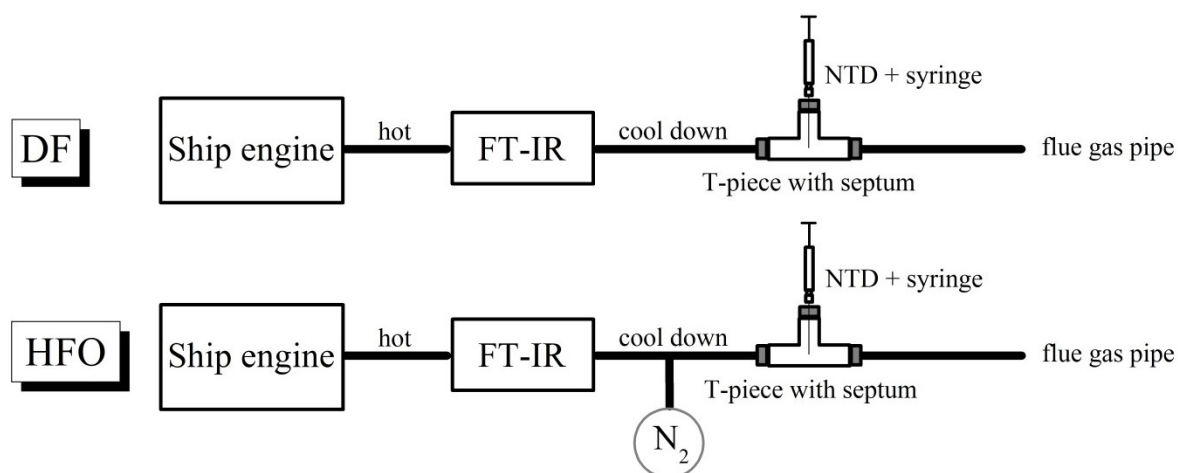 NTD + syringe
DF
Ship engine
hot
FT-IR
cool down
flue gas pipe
T-piece with septum
NTD + syringe
HFO
Ship engine
hot
FT-IR
cool down
flue gas pipe
T-piece with septum
N₂